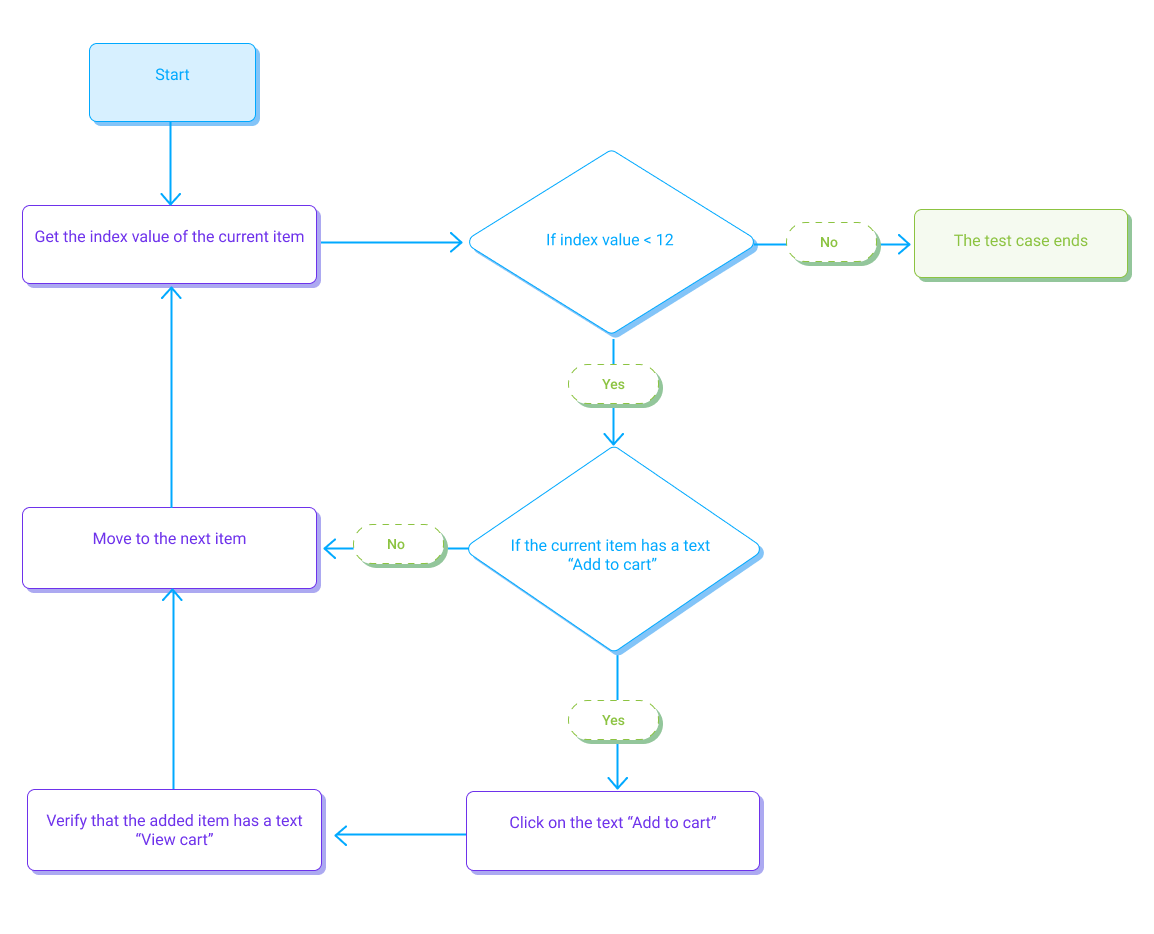 Start
Get the index value of the current item
If index value < 12
No
The test case ends
Yes
Move to the next item
No
If the current item has a text
“Add to cart”
Yes
Verify that the added item has a text
“View cart”
Click on the text “Add to cart”